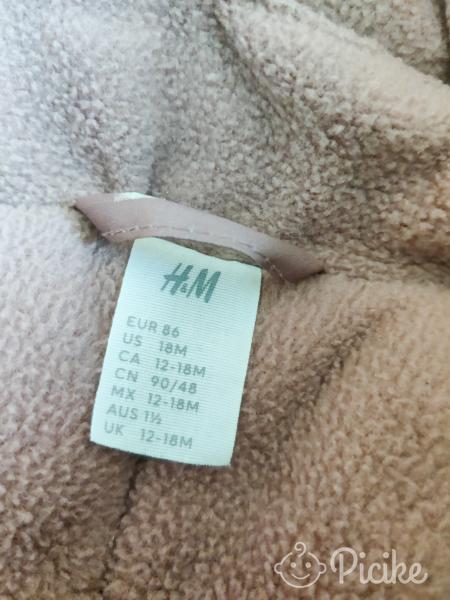 H&M
EUR 86
US 18M
CA 12-18M
CN 90/48
MX 12-18M
AUS 1½
UK 12-18M
Picike